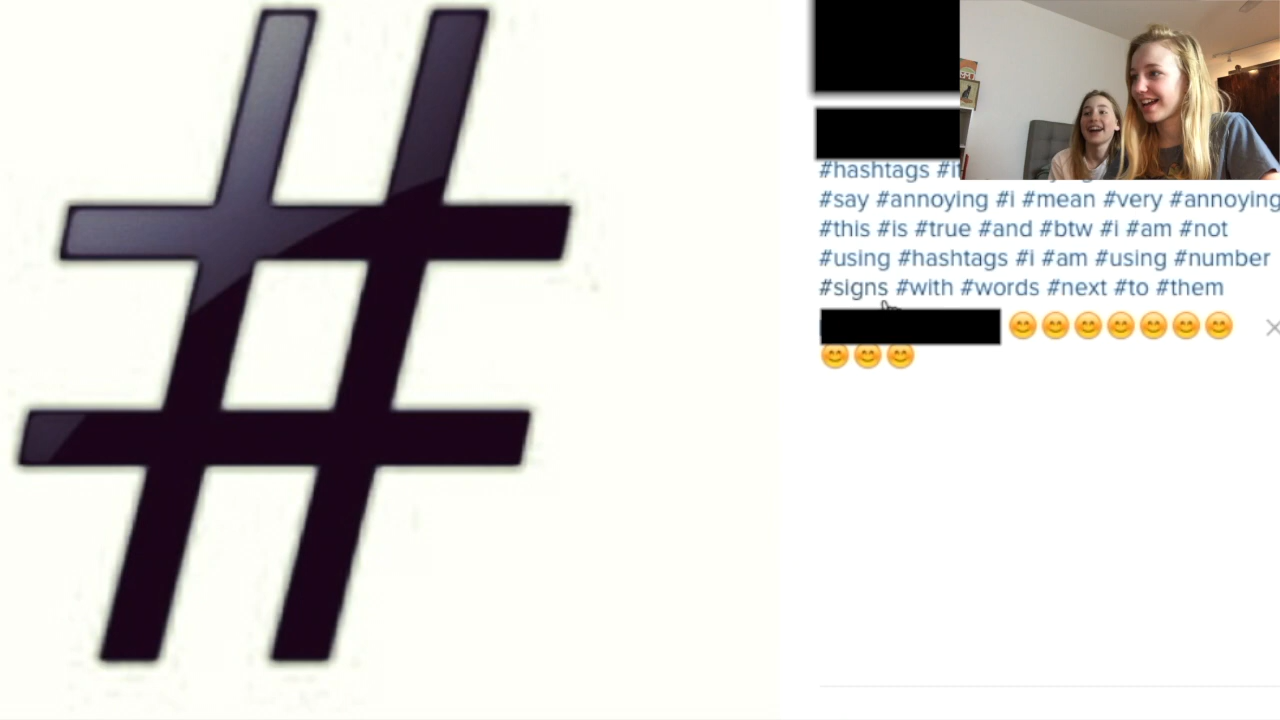 #
#hashtags
#say #annoying #i #mean #very #annoying
#this #is #true #and #btw #i #am #not
#using #hashtags #i #am #using #number
#signs #with #words #next #to #them
😊😊😊😊😊😊😊
😊😊😊